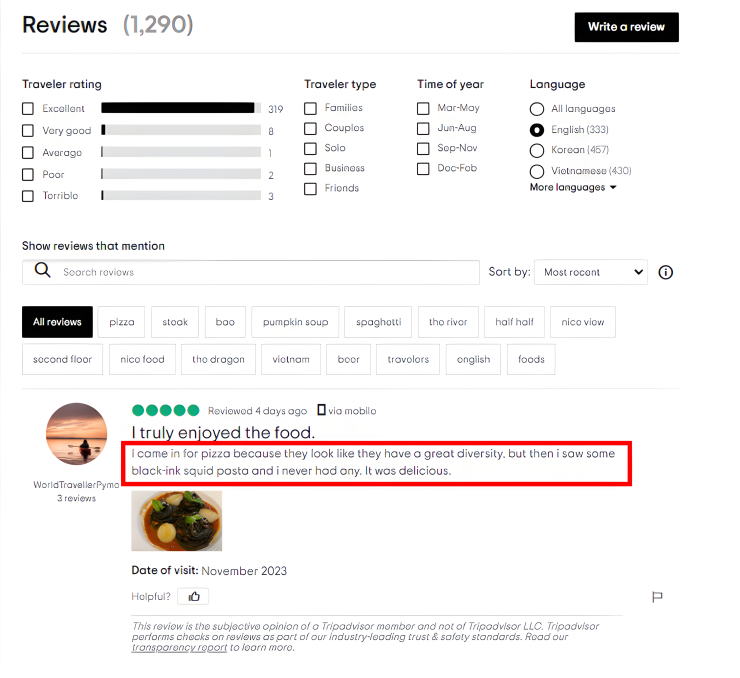 Reviews (1,290)
Write a review
Traveler rating
Excellent 319
Very good 8
Average 1
Poor 2
Terrible 3
Traveler type
Families
Couples
Solo
Business
Friends
Time of year
Mar-May
Jun-Aug
Sep-Nov
Dec-Feb
Language
All languages
English (333)
Korean (457)
Vietnamese (430)
More languages
Show reviews that mention
Search reviews
Sort by: Most recent
All reviews pizza steak bao pumpkin soup spaghetti the river half half nice view
second floor nice food the dragon vietnam beer travelers english foods
Reviewed 4 days ago via mobile
I truly enjoyed the food.
I came in for pizza because they look like they have a great diversity. but then i saw some
black-ink squid pasta and i never had any. It was delicious.
WorldTravellerPymo
3 reviews
Date of visit: November 2023
Helpful?
This review is the subjective opinion of a Tripadvisor member and not of Tripadvisor LLC. Tripadvisor
performs checks on reviews as part of our industry-leading trust & safety standards. Read our
transparency report to learn more.